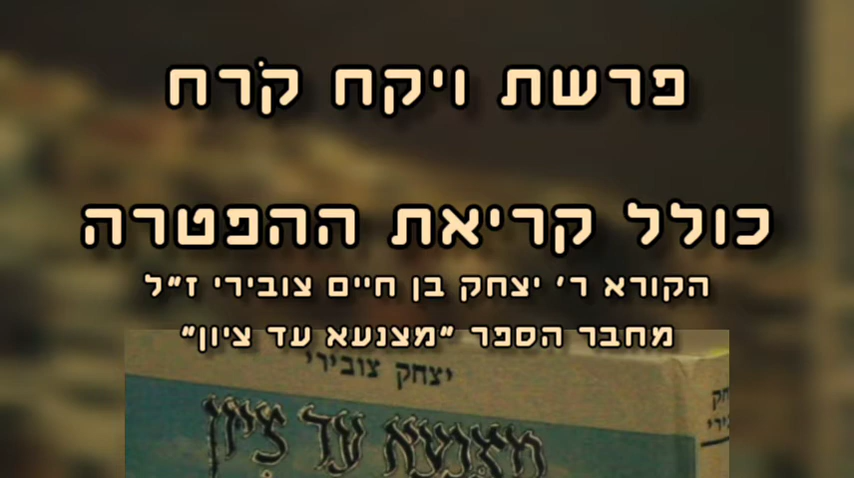 פרשת ויקח קֹרח
כולל קריאת ההפטרה
הקורא ר׳ יצחק בן חיים צובירי ז״ל
מחבר הספר ״מצנעא עד ציון״
יצחק צובירי
מצנעא עד ציון